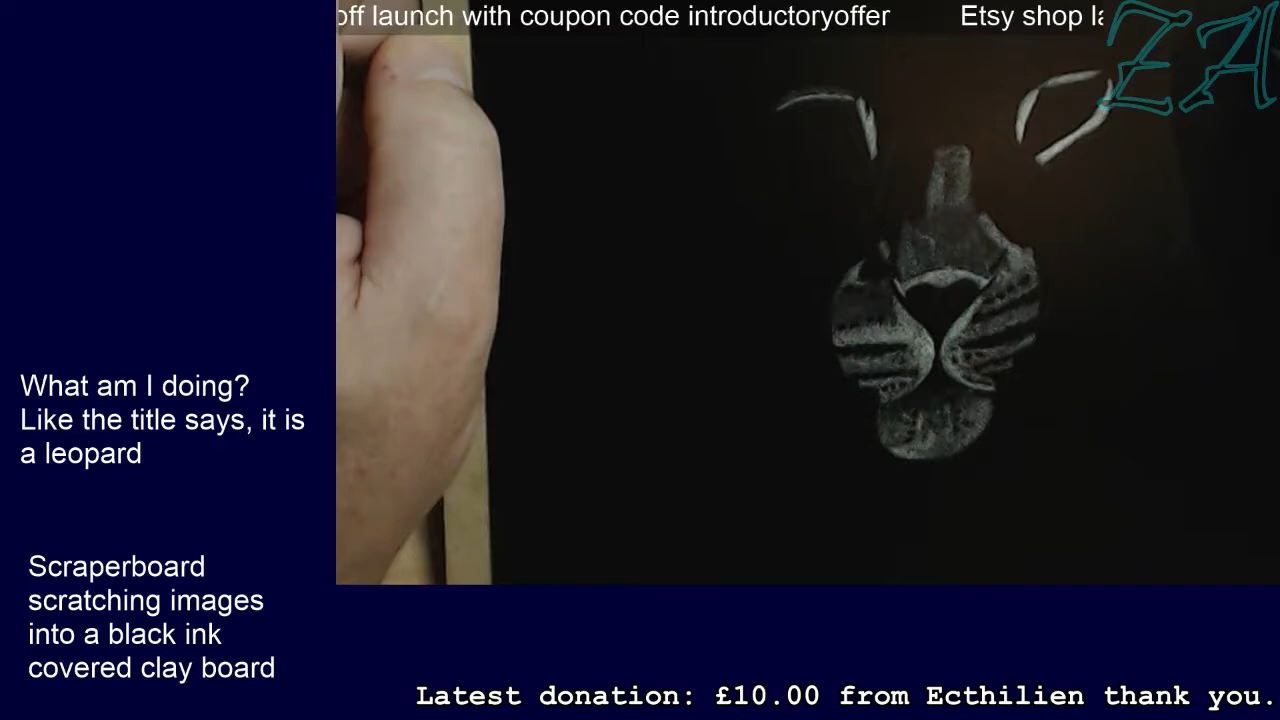 off launch with coupon code introductoryoffer Etsy shop
ZA
What am I doing?
Like the title says, it is
a leopard
Scraperboard
scratching images
into a black ink
covered clay board
Latest donation: £10.00 from Ecthilien thank you.